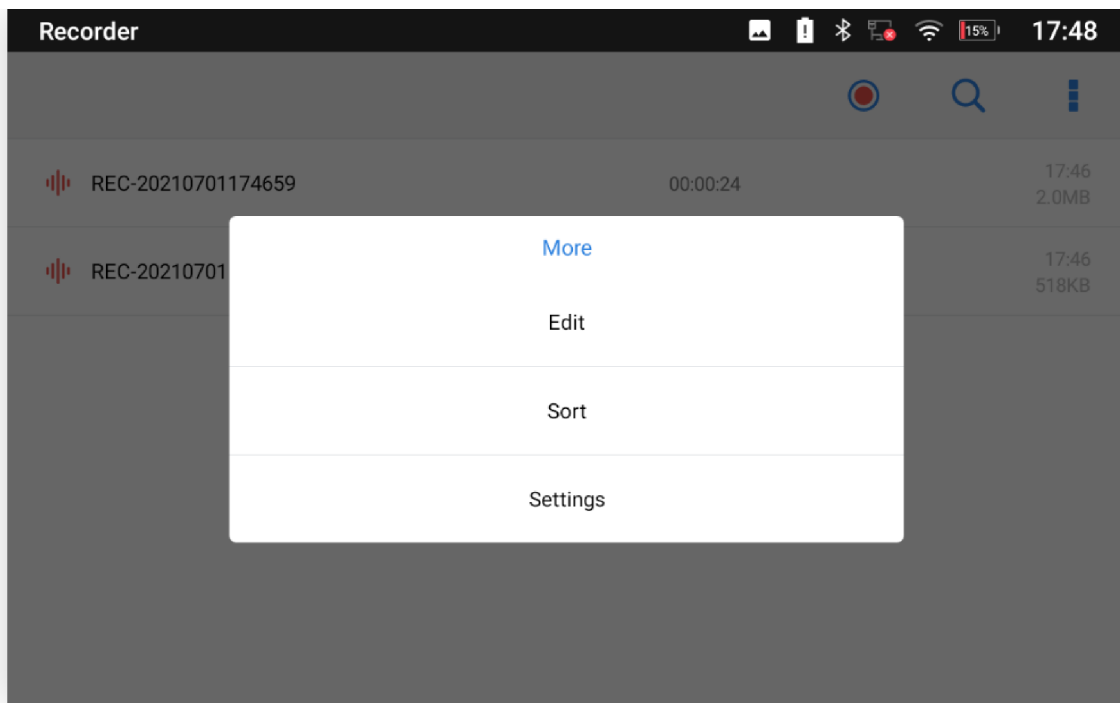 Recorder 15% 17:48
REC-20210701174659 00:00:24 17:46
2.0MB
REC-20210701 17:46
518KB
More
Edit
Sort
Settings